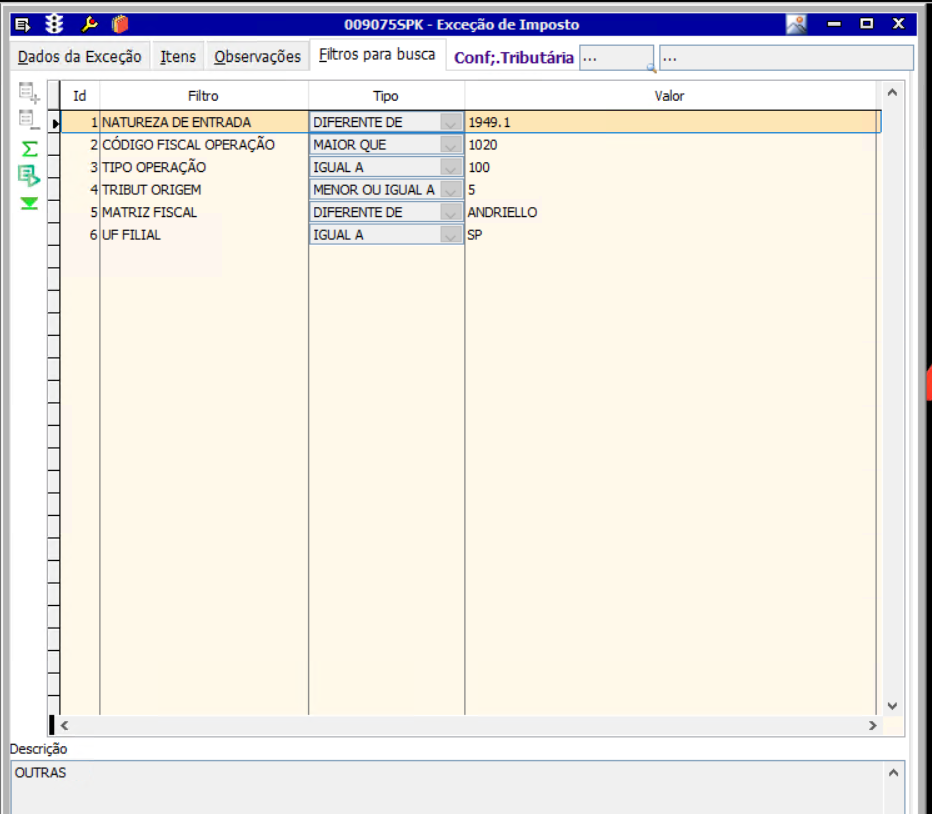 009075SPK - Exceção de Imposto
Dados da Exceção Itens Observações Filtros para busca Conf;.Tributária ... ...
Id Filtro Tipo Valor
1 NATUREZA DE ENTRADA DIFERENTE DE 1949.1
2 CÓDIGO FISCAL OPERAÇÃO MAIOR QUE 1020
3 TIPO OPERAÇÃO IGUAL A 100
4 TRIBUT ORIGEM MENOR OU IGUAL A 5
5 MATRIZ FISCAL DIFERENTE DE ANDRIELLO
6 UF FILIAL IGUAL A SP
Descrição
OUTRAS